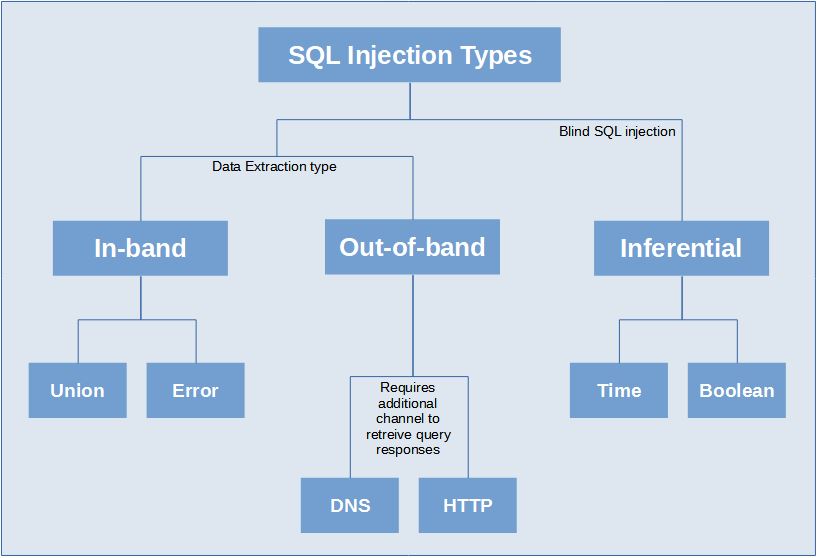 SQL Injection Types
Blind SQL injection
Data Extraction type
In-band
Out-of-band
Inferential
Union
Error
Requires
additional
channel to
retreive query
responses
Time
Boolean
DNS
HTTP